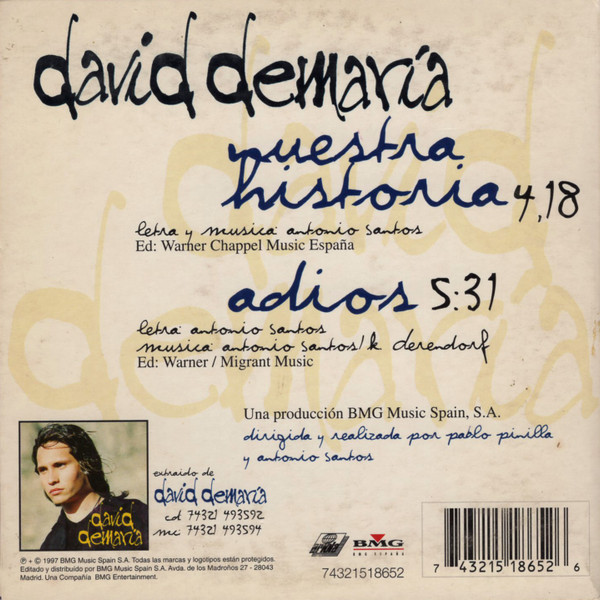 david demaría
nuestra
historia 4,18
letra y musica antonio santos
Ed: Warner Chappel Music España
adios 5:31
letra antonio santos
musica antonio santos/k derendorf
Ed: Warner / Migrant Music
Una producción BMG Music Spain, S.A.
dirigida y realizada por pablo pinilla
y antonio santos
david
demaría
extraido de
david demaría
cd 74321 493592
mc 74321 493594
BMG
BMG ESPAÑA
74321518652
7 43215 18652 6
℗ + © 1997 BMG Music Spain S.A. Todas las marcas y logotipos están protegidos.
Editado y distribuido por BMG Music Spain S.A. Avda. de los Madroños 27 - 28043
Madrid. Una Compañía BMG Entertainment.
david
demaría